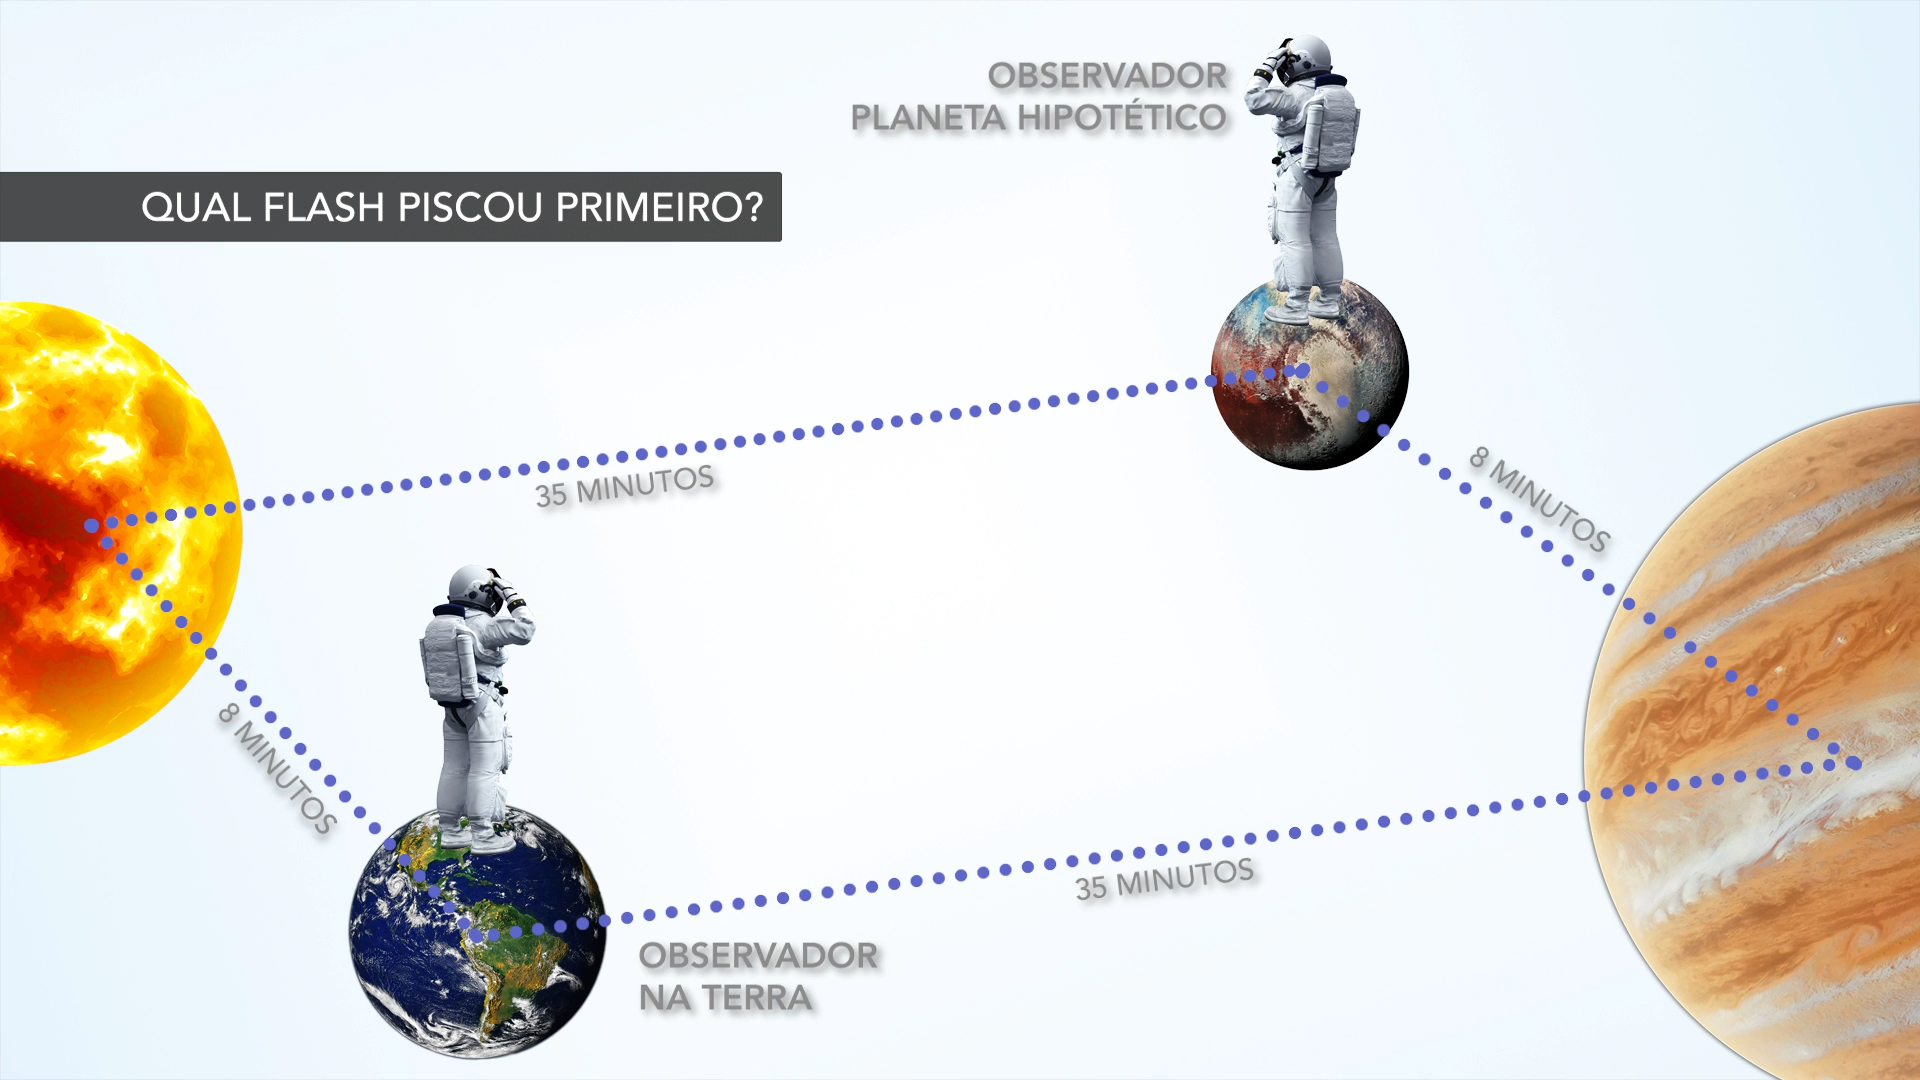 OBSERVADOR
PLANETA HIPOTÉTICO
QUAL FLASH PISCOU PRIMEIRO?
35 MINUTOS
8 MINUTOS
8 MINUTOS
35 MINUTOS
OBSERVADOR
NA TERRA